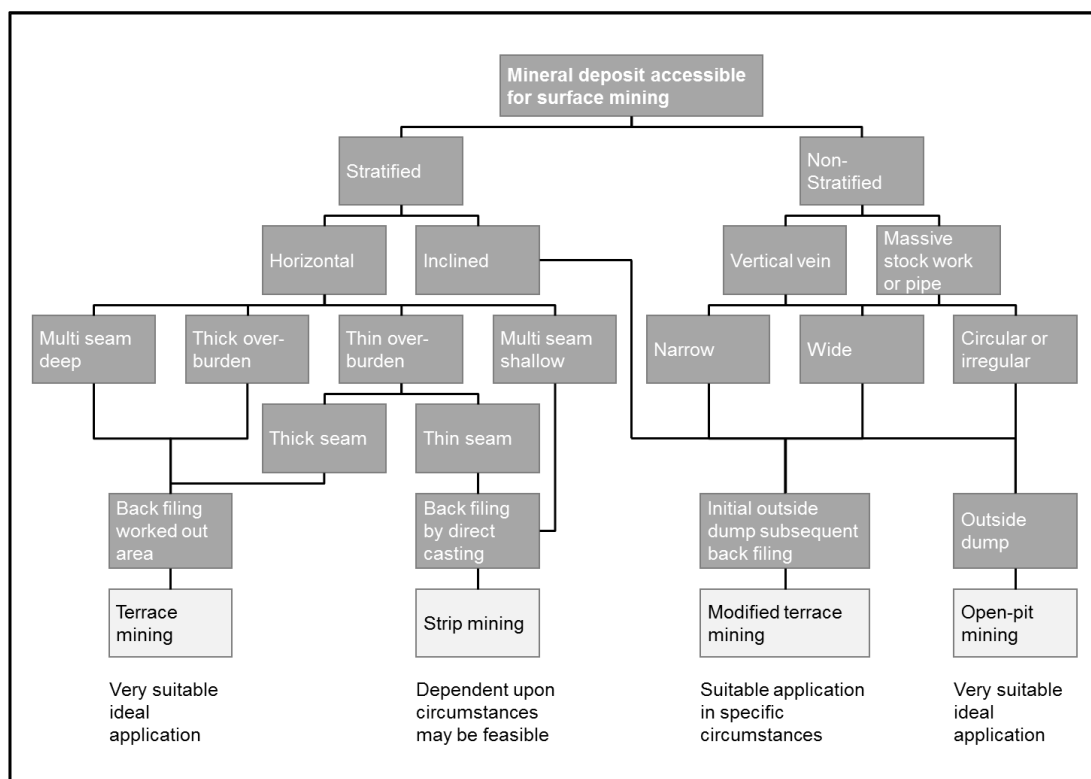 Mineral deposit accessible
for surface mining
Stratified
Non-
Stratified
Horizontal
Inclined
Vertical vein
Massive
stock work
or pipe
Multi seam
deep
Thick over-
burden
Thin over-
burden
Multi seam
shallow
Narrow
Wide
Circular or
irregular
Thick seam
Thin seam
Back filing
worked out
area
Back filing
by direct
casting
Initial outside
dump subsequent
back filing
Outside
dump
Terrace
mining
Strip mining
Modified terrace
mining
Open-pit
mining
Very suitable
ideal
application
Dependent upon
circumstances
may be feasible
Suitable application
in specific
circumstances
Very suitable
ideal
application